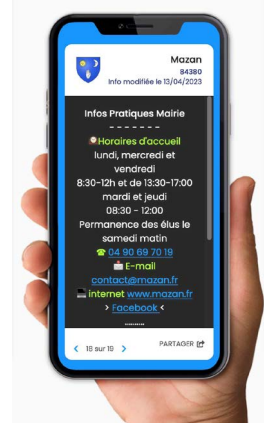 Mazan
84380
Info modifiée le 13/04/2023
Infos Pratiques Mairie
- - - - - - -
Horaires d'accueil
lundi, mercredi et
vendredi
8:30-12h et de 13:30-17:00
mardi et jeudi
08:30 - 12:00
Permanence des élus le
samedi matin
☎ 04 90 69 70 19
📩 E-mail
contact@mazan.fr
💻 internet www.mazan.fr
> Facebook <
..........
< 18 sur 19 >
PARTAGER